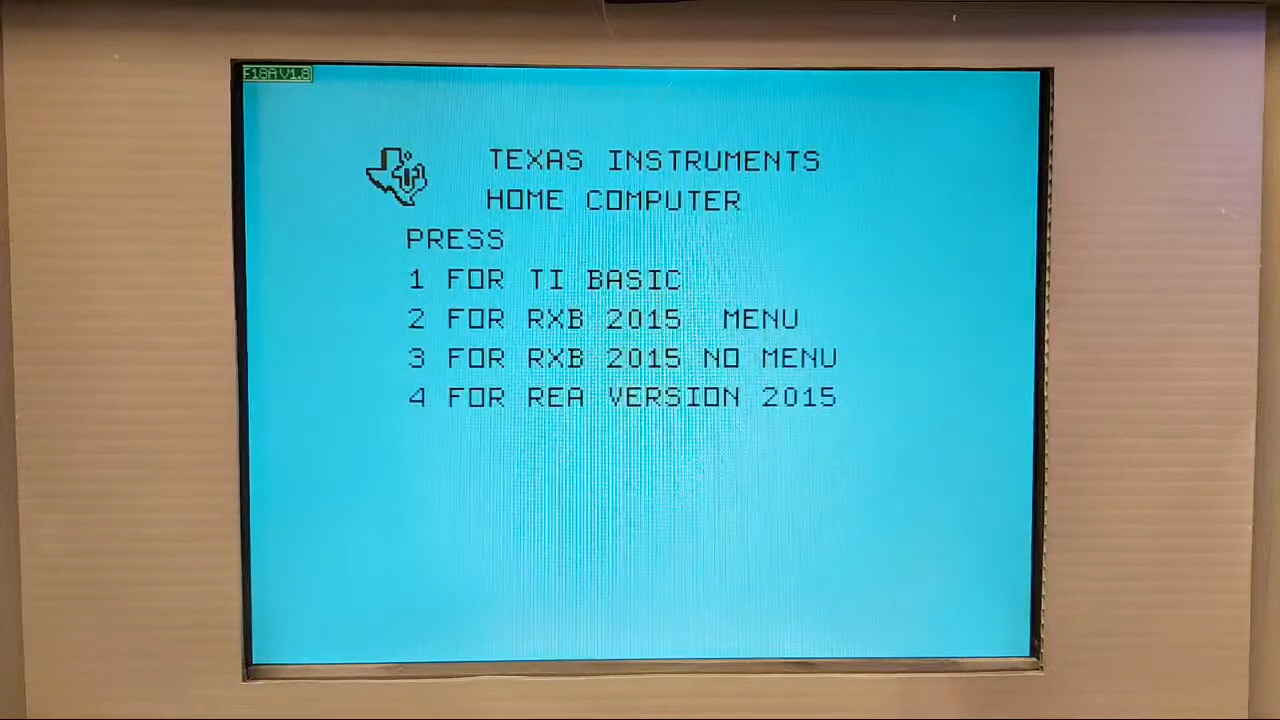 F18A V1.8
TEXAS INSTRUMENTS
HOME COMPUTER
PRESS
1 FOR TI BASIC
2 FOR RXB 2015 MENU
3 FOR RXB 2015 NO MENU
4 FOR REA VERSION 2015